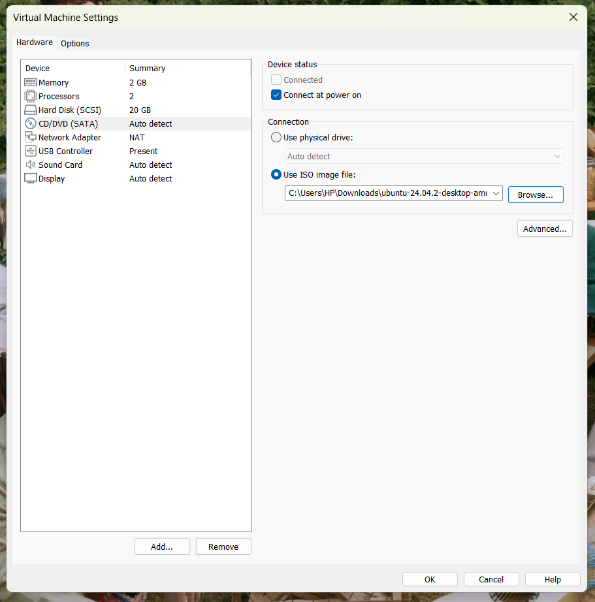 Virtual Machine Settings
Hardware Options
Device Summary
Memory 2 GB
Processors 2
Hard Disk (SCSI) 20 GB
CD/DVD (SATA) Auto detect
Network Adapter NAT
USB Controller Present
Sound Card Auto detect
Display Auto detect
Add... Remove
Device status
Connected
Connect at power on
Connection
Use physical drive:
Auto detect
Use ISO image file:
C:\Users\HP\Downloads\ubuntu-24.04.2-desktop-amd Browse...
Advanced...
OK Cancel Help